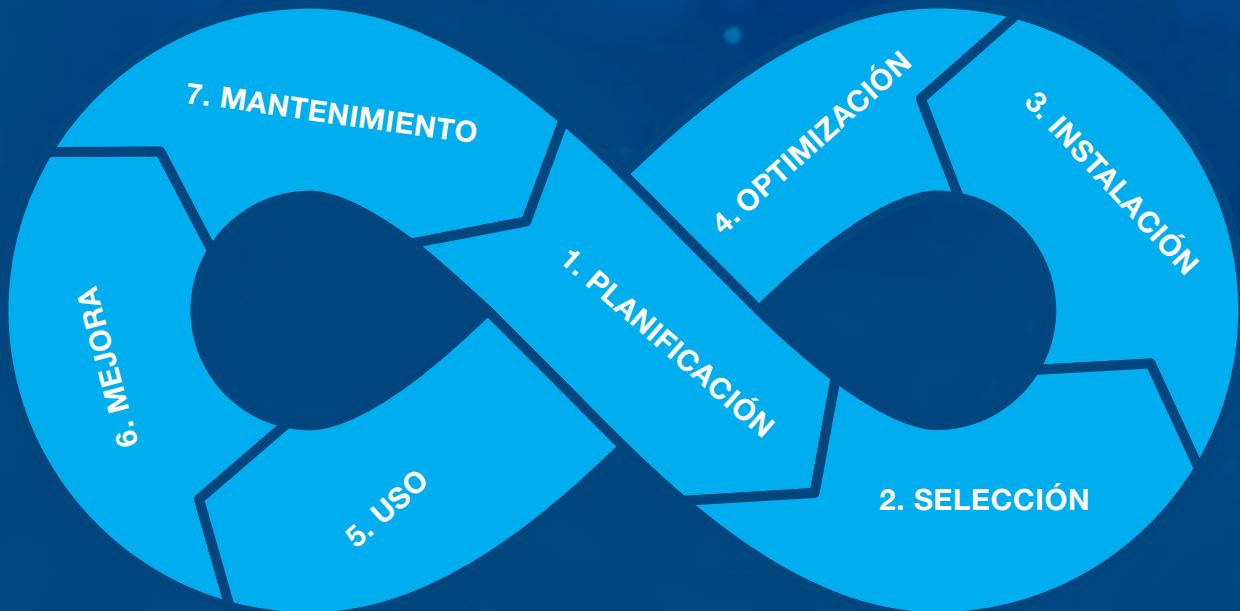 1. PLANIFICACIÓN
2. SELECCIÓN
3. INSTALACIÓN
4. OPTIMIZACIÓN
5. USO
6. MEJORA
7. MANTENIMIENTO